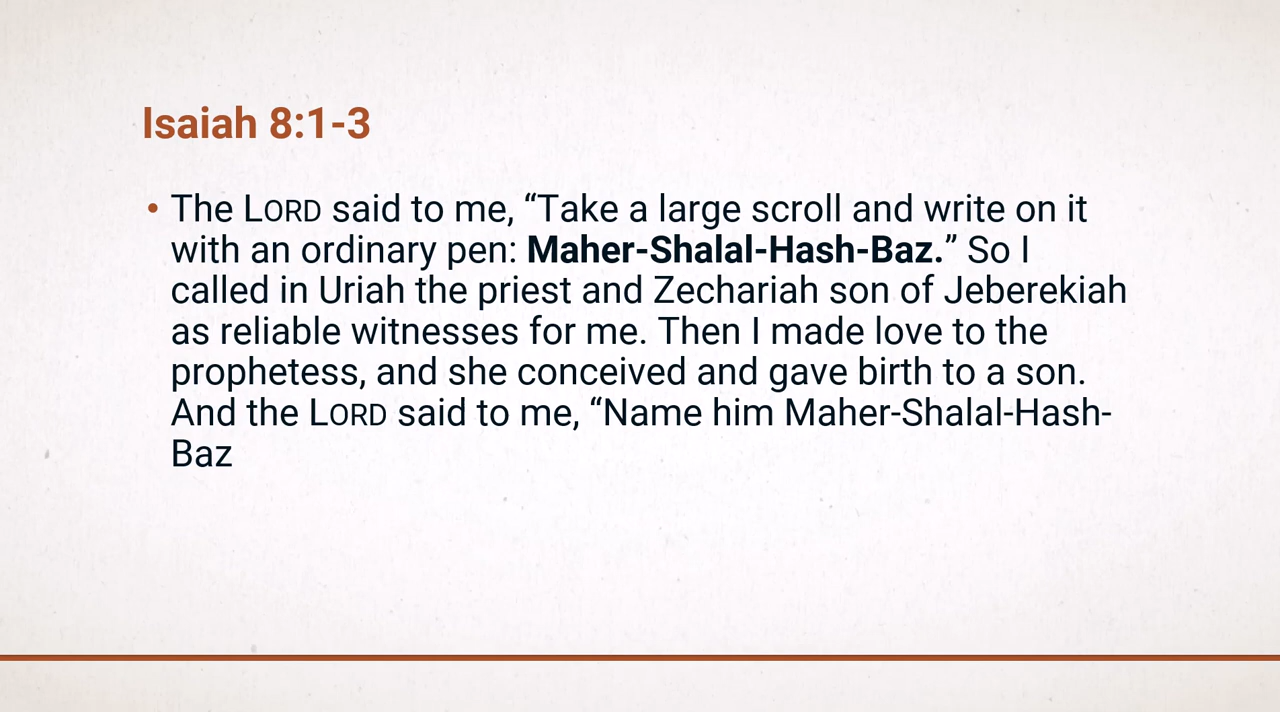 Isaiah 8:1-3
• The LORD said to me, “Take a large scroll and write on it
with an ordinary pen: Maher-Shalal-Hash-Baz.” So I
called in Uriah the priest and Zechariah son of Jeberekiah
as reliable witnesses for me. Then I made love to the
prophetess, and she conceived and gave birth to a son.
And the LORD said to me, “Name him Maher-Shalal-Hash-
Baz